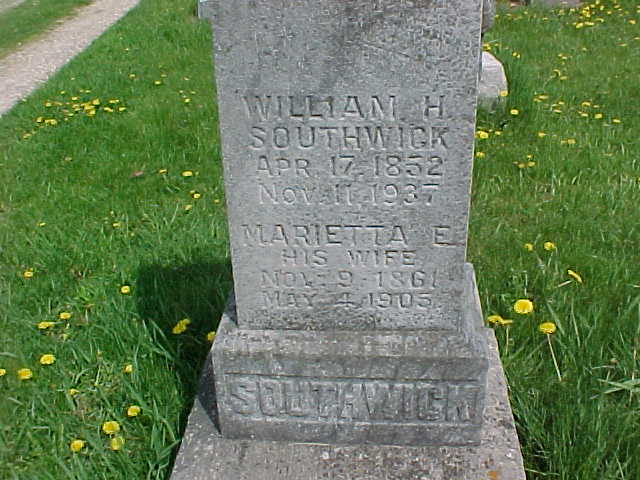 WILLIAM H.
SOUTHWICK
APR. 17, 1852
NOV. 11, 1937
MARIETTA E.
HIS WIFE
NOV. 9, 1861
MAY 4, 1905.
SOUTHWICK